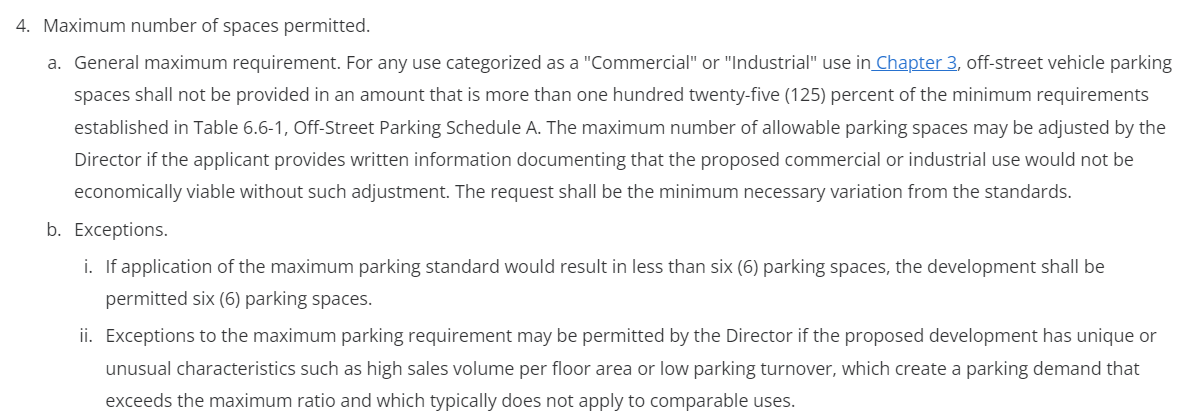 4. Maximum number of spaces permitted.
a. General maximum requirement. For any use categorized as a "Commercial" or "Industrial" use in Chapter 3, off-street vehicle parking
spaces shall not be provided in an amount that is more than one hundred twenty-five (125) percent of the minimum requirements
established in Table 6.6-1, Off-Street Parking Schedule A. The maximum number of allowable parking spaces may be adjusted by the
Director if the applicant provides written information documenting that the proposed commercial or industrial use would not be
economically viable without such adjustment. The request shall be the minimum necessary variation from the standards.
b. Exceptions.
i. If application of the maximum parking standard would result in less than six (6) parking spaces, the development shall be
permitted six (6) parking spaces.
ii. Exceptions to the maximum parking requirement may be permitted by the Director if the proposed development has unique or
unusual characteristics such as high sales volume per floor area or low parking turnover, which create a parking demand that
exceeds the maximum ratio and which typically does not apply to comparable uses.